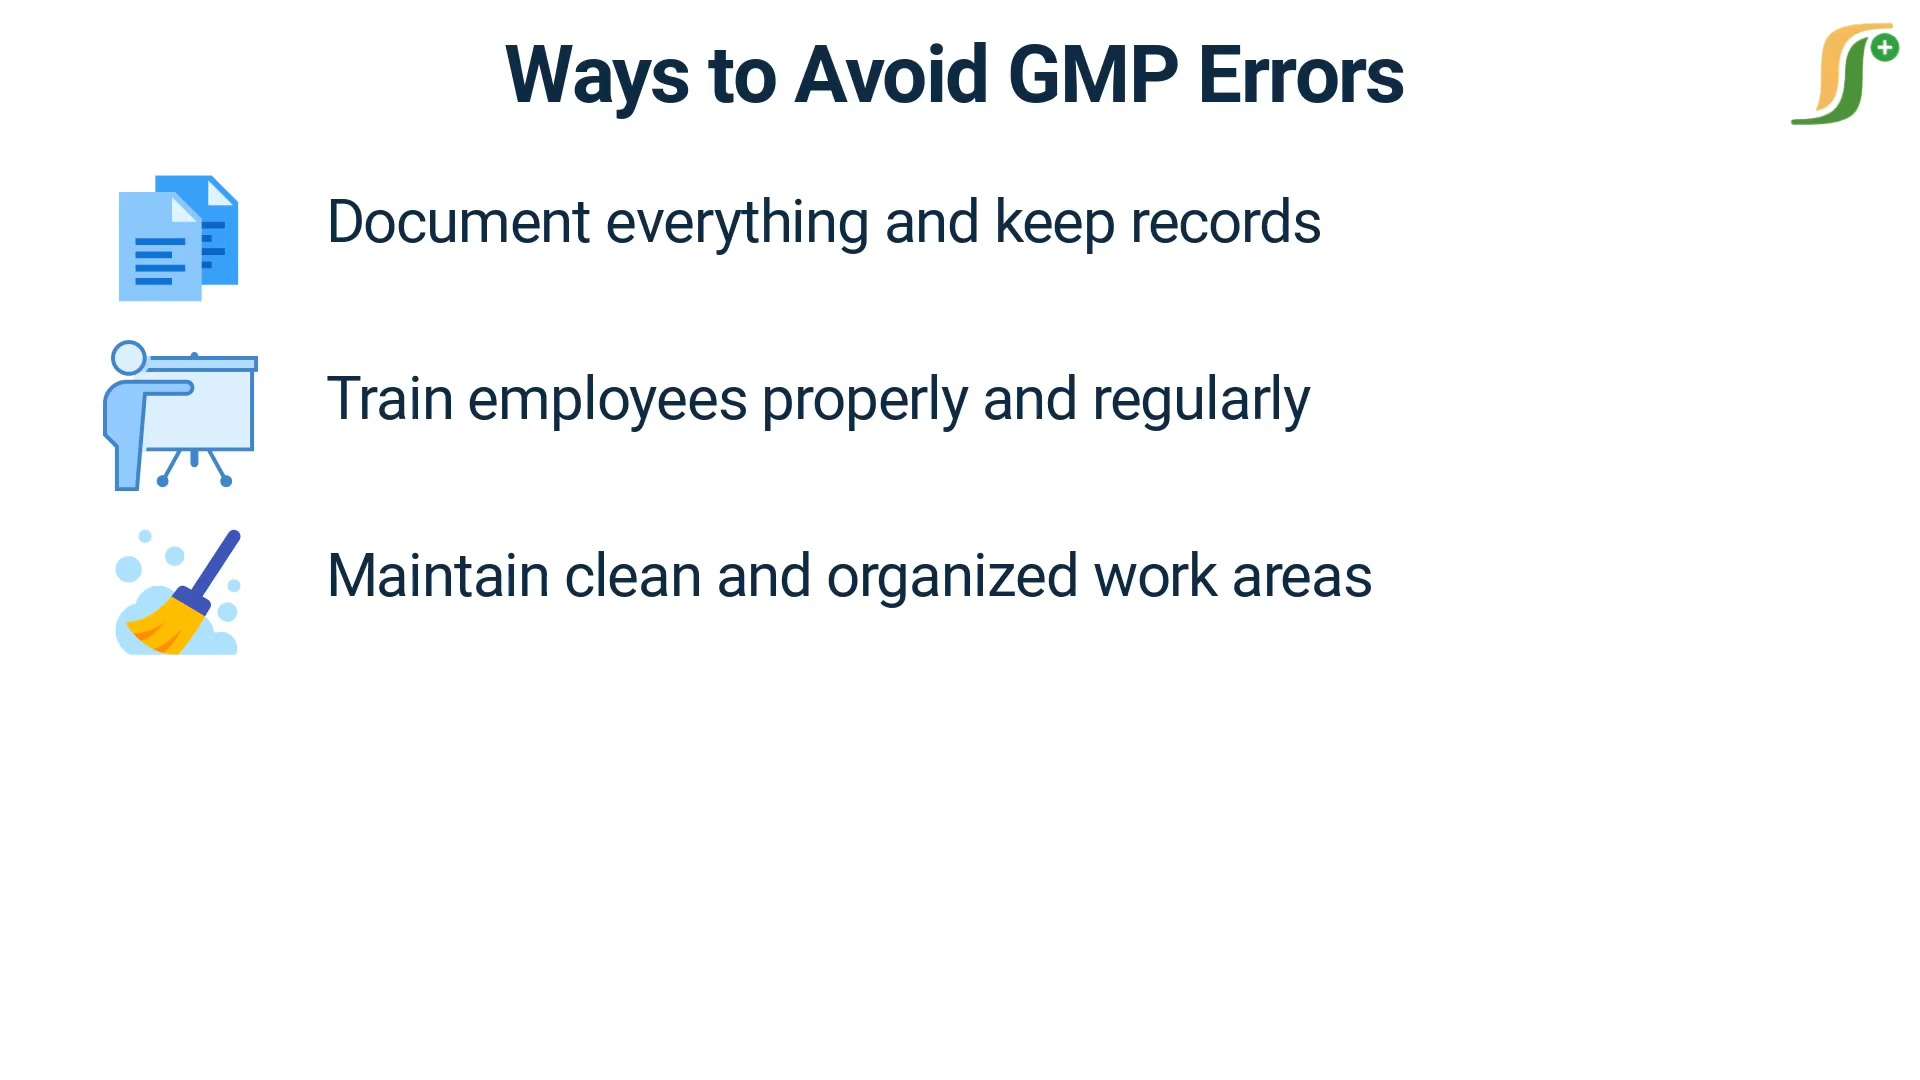 Ways to Avoid GMP Errors
Document everything and keep records
Train employees properly and regularly
Maintain clean and organized work areas